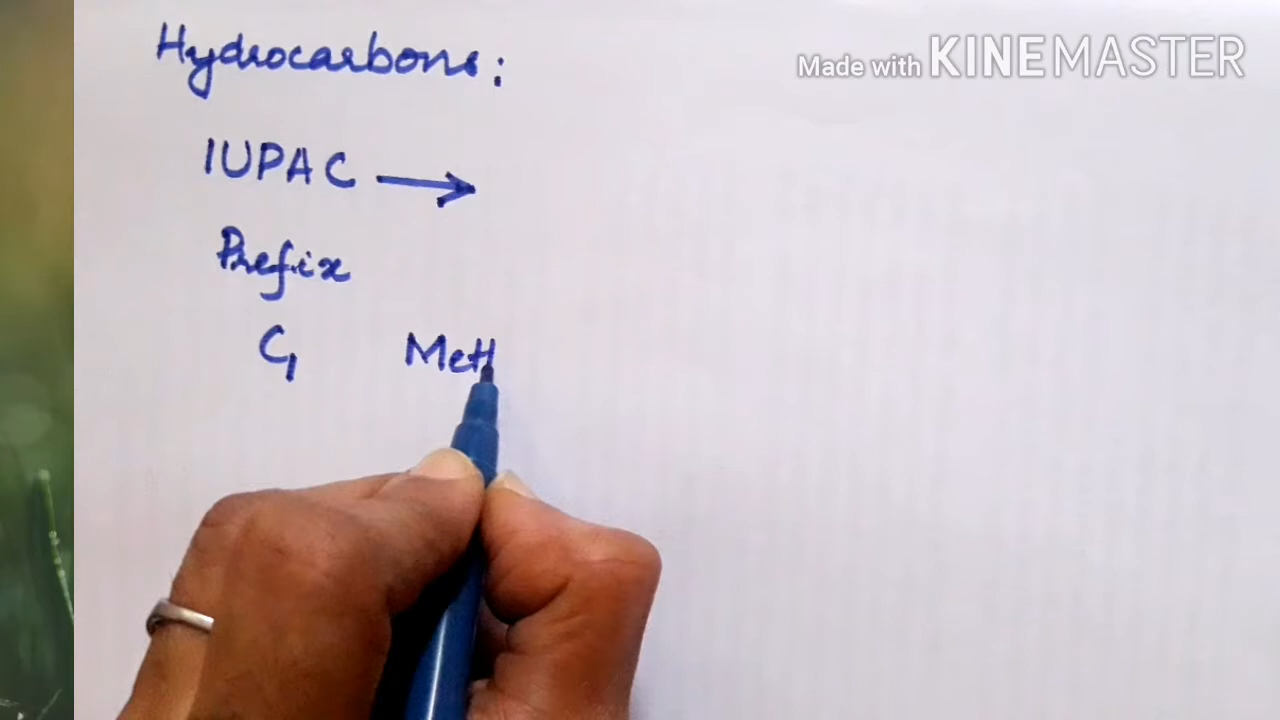 Hydrocarbons:
Made with KINEMASTER
IUPAC →
Prefix
C1 Meth